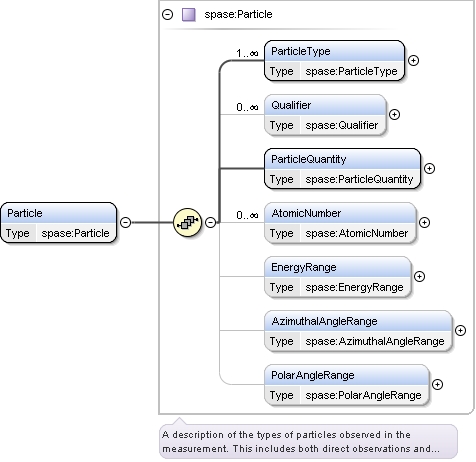 spase:Particle
1..∞
ParticleType
Type spase:ParticleType
0..∞
Qualifier
Type spase:Qualifier
ParticleQuantity
Type spase:ParticleQuantity
Particle
Type spase:Particle
0..∞
AtomicNumber
Type spase:AtomicNumber
EnergyRange
Type spase:EnergyRange
AzimuthalAngleRange
Type spase:AzimuthalAngleRange
PolarAngleRange
Type spase:PolarAngleRange
A description of the types of particles observed in the
measurement. This includes both direct observations and...